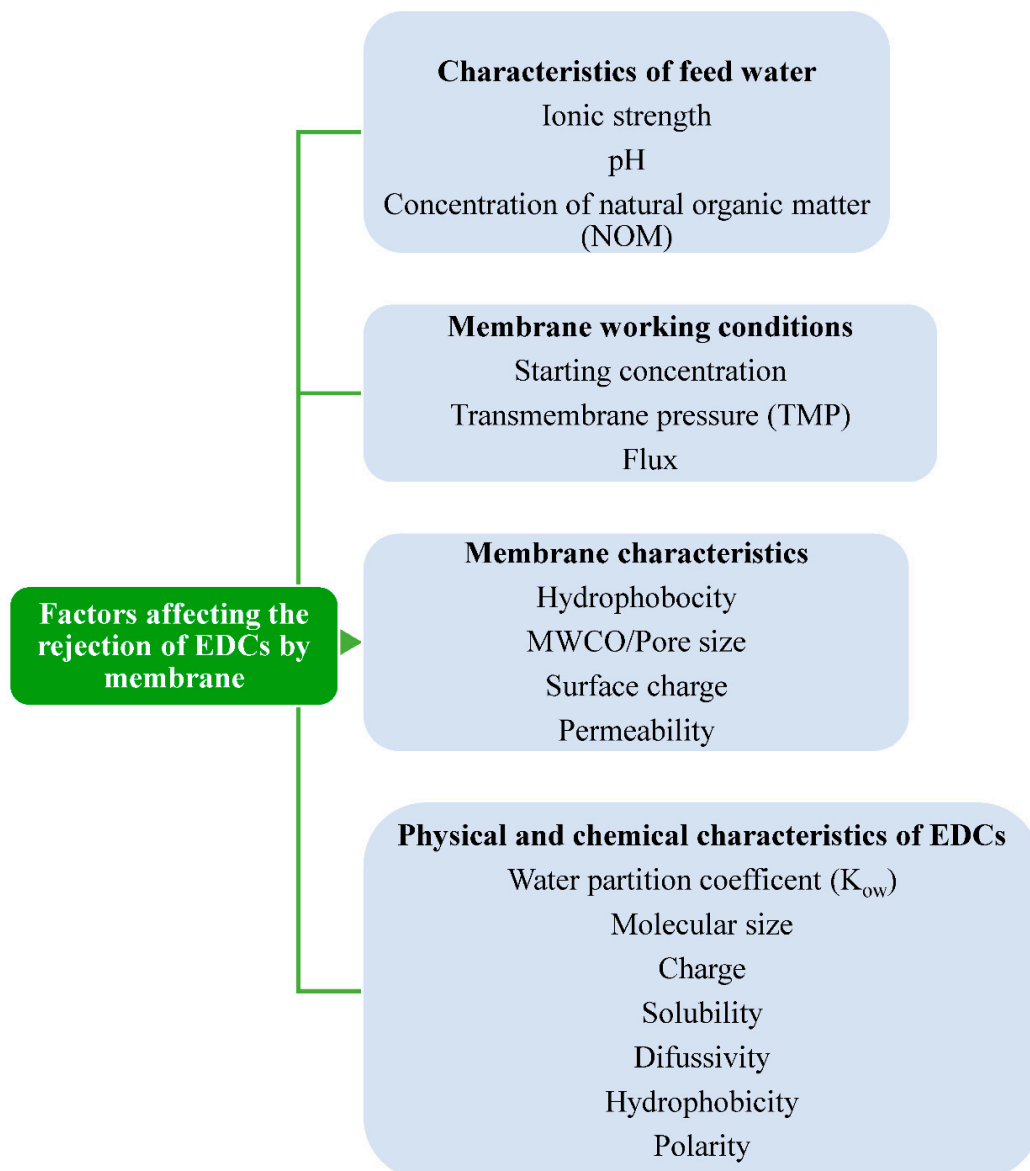 Characteristics of feed water
Ionic strength
pH
Concentration of natural organic matter
(NOM)
Membrane working conditions
Starting concentration
Transmembrane pressure (TMP)
Flux
Factors affecting the
rejection of EDCs by
membrane
Membrane characteristics
Hydrophobocity
MWCO/Pore size
Surface charge
Permeability
Physical and chemical characteristics of EDCs
Water partition coefficent (Kow)
Molecular size
Charge
Solubility
Difussivity
Hydrophobicity
Polarity